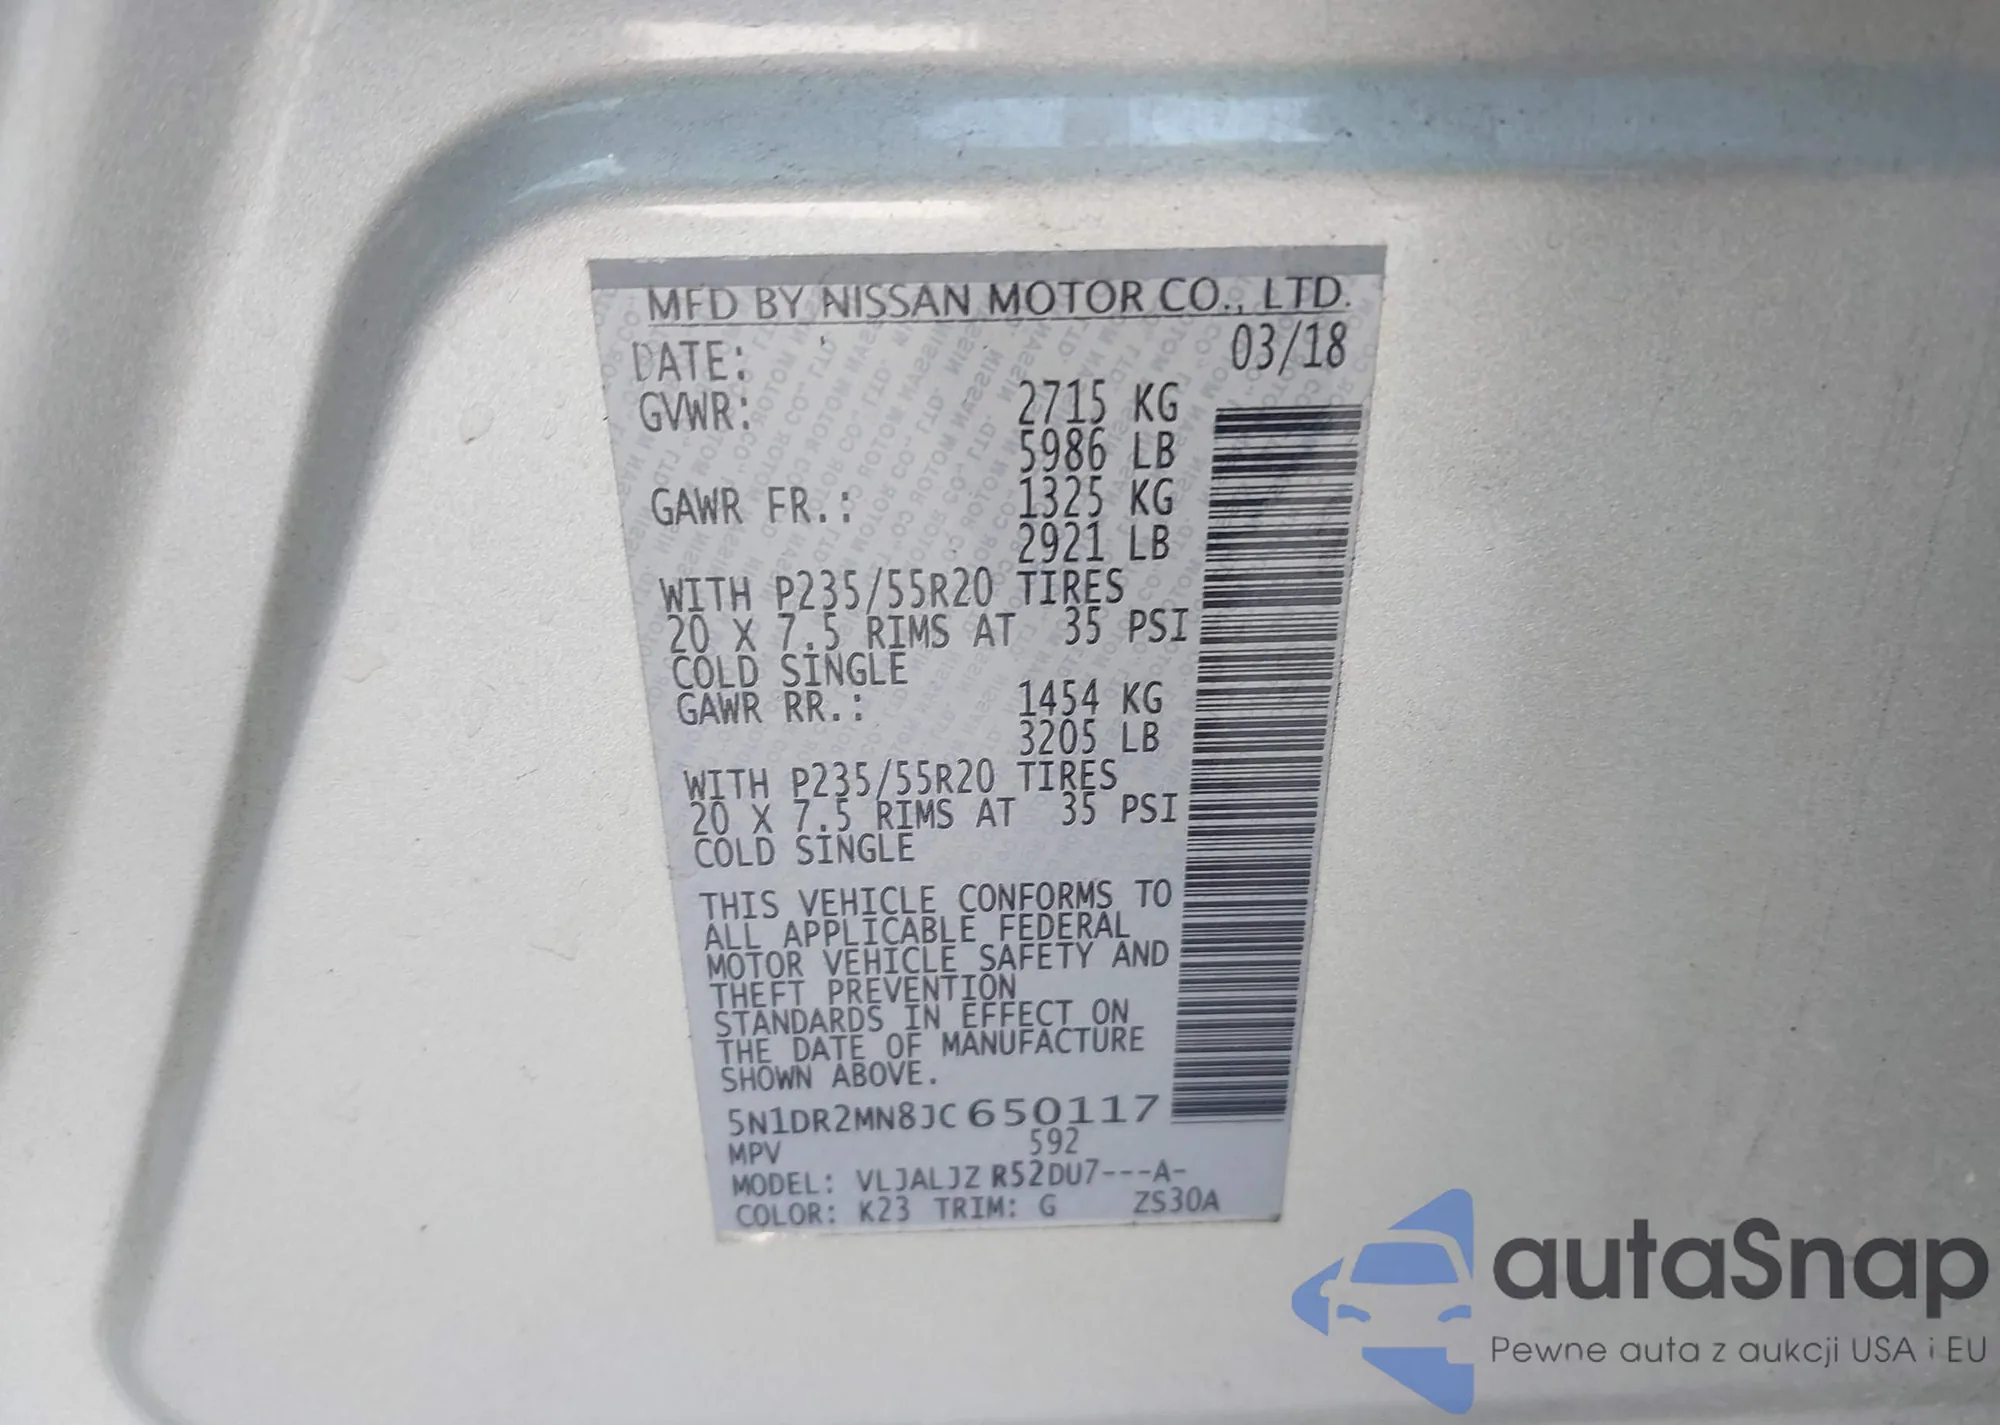 MFD BY NISSAN MOTOR CO., LTD.
DATE: 03/18
GVWR: 2715 KG
5986 LB
GAWR FR.: 1325 KG
2921 LB
WITH P235/55R20 TIRES
20 X 7.5 RIMS AT 35 PSI
COLD SINGLE
GAWR RR.: 1454 KG
3205 LB
WITH P235/55R20 TIRES
20 X 7.5 RIMS AT 35 PSI
COLD SINGLE
THIS VEHICLE CONFORMS TO
ALL APPLICABLE FEDERAL
MOTOR VEHICLE SAFETY AND
THEFT PREVENTION
STANDARDS IN EFFECT ON
THE DATE OF MANUFACTURE
SHOWN ABOVE.
5N1DR2MN8JC650117
MPV 592
MODEL: VLJALJZ R52DU7---A-
COLOR: K23 TRIM: G ZS30A
autaSnap
Pewne auta z aukcji USA i EU